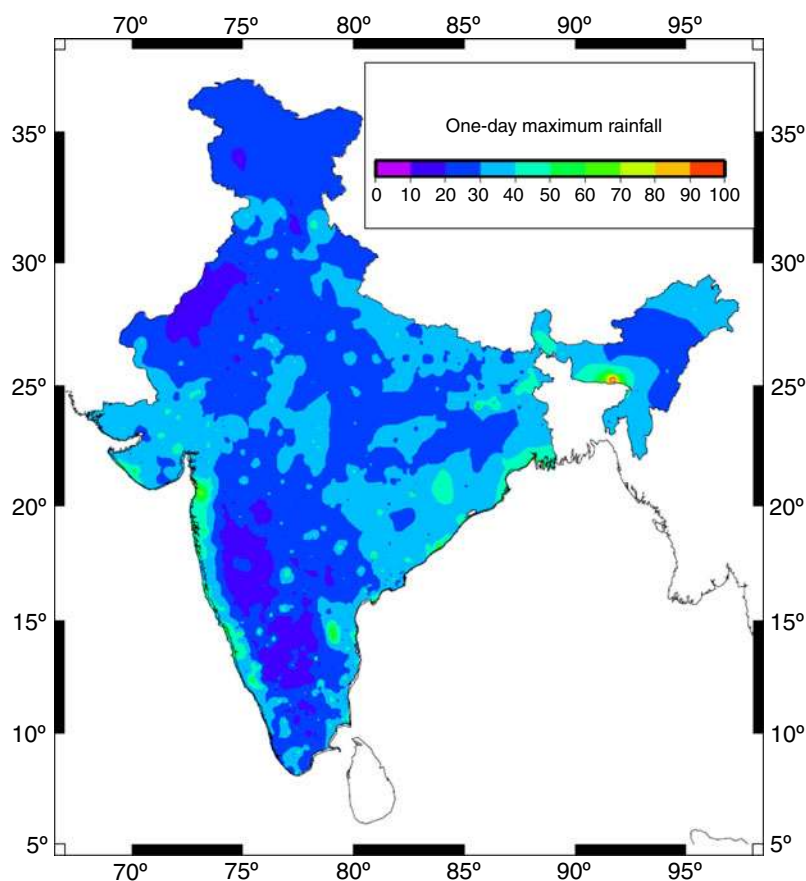 70º 75º 80º 85º 90º 95º
One-day maximum rainfall
0 10 20 30 40 50 60 70 80 90 100
35º 35º
30º 30º
25º 25º
20º 20º
15º 15º
10º 10º
5º 5º
70º 75º 80º 85º 90º 95º